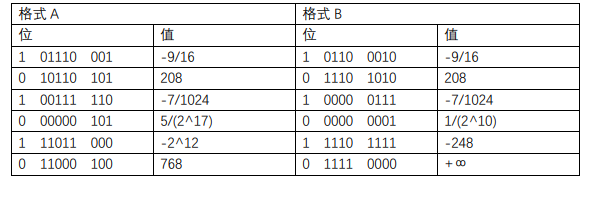 格式 A 格式 B
位 值 位 值
1 01110 001 -9/16 1 0110 0010 -9/16
0 10110 101 208 0 1110 1010 208
1 00111 110 -7/1024 1 0000 0111 -7/1024
0 00000 101 5/(2^17) 0 0000 0001 1/(2^10)
1 11011 000 -2^12 1 1110 1111 -248
0 11000 100 768 0 1111 0000 +∞